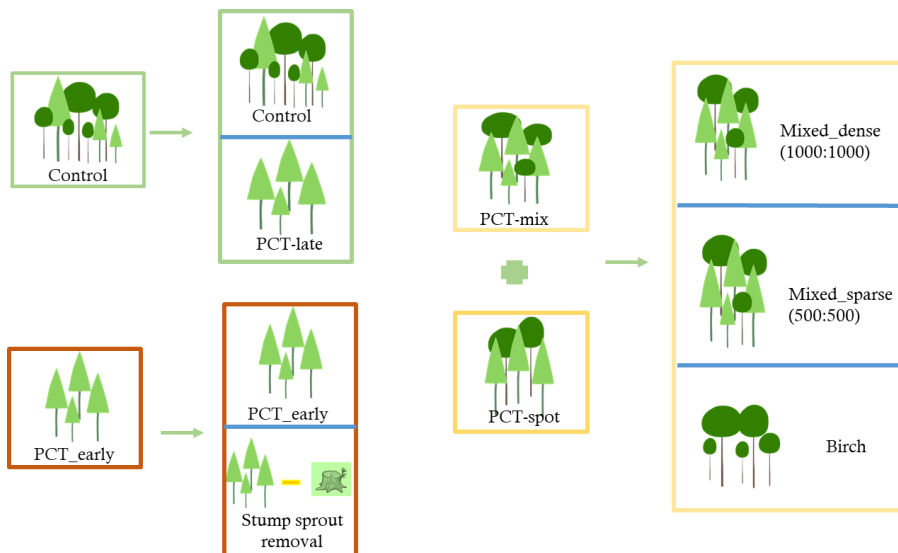 Control
Control
PCT-late
PCT_early
PCT_early
Stump sprout
removal
PCT-mix
PCT-spot
Mixed_dense
(1000:1000)
Mixed_sparse
(500:500)
Birch